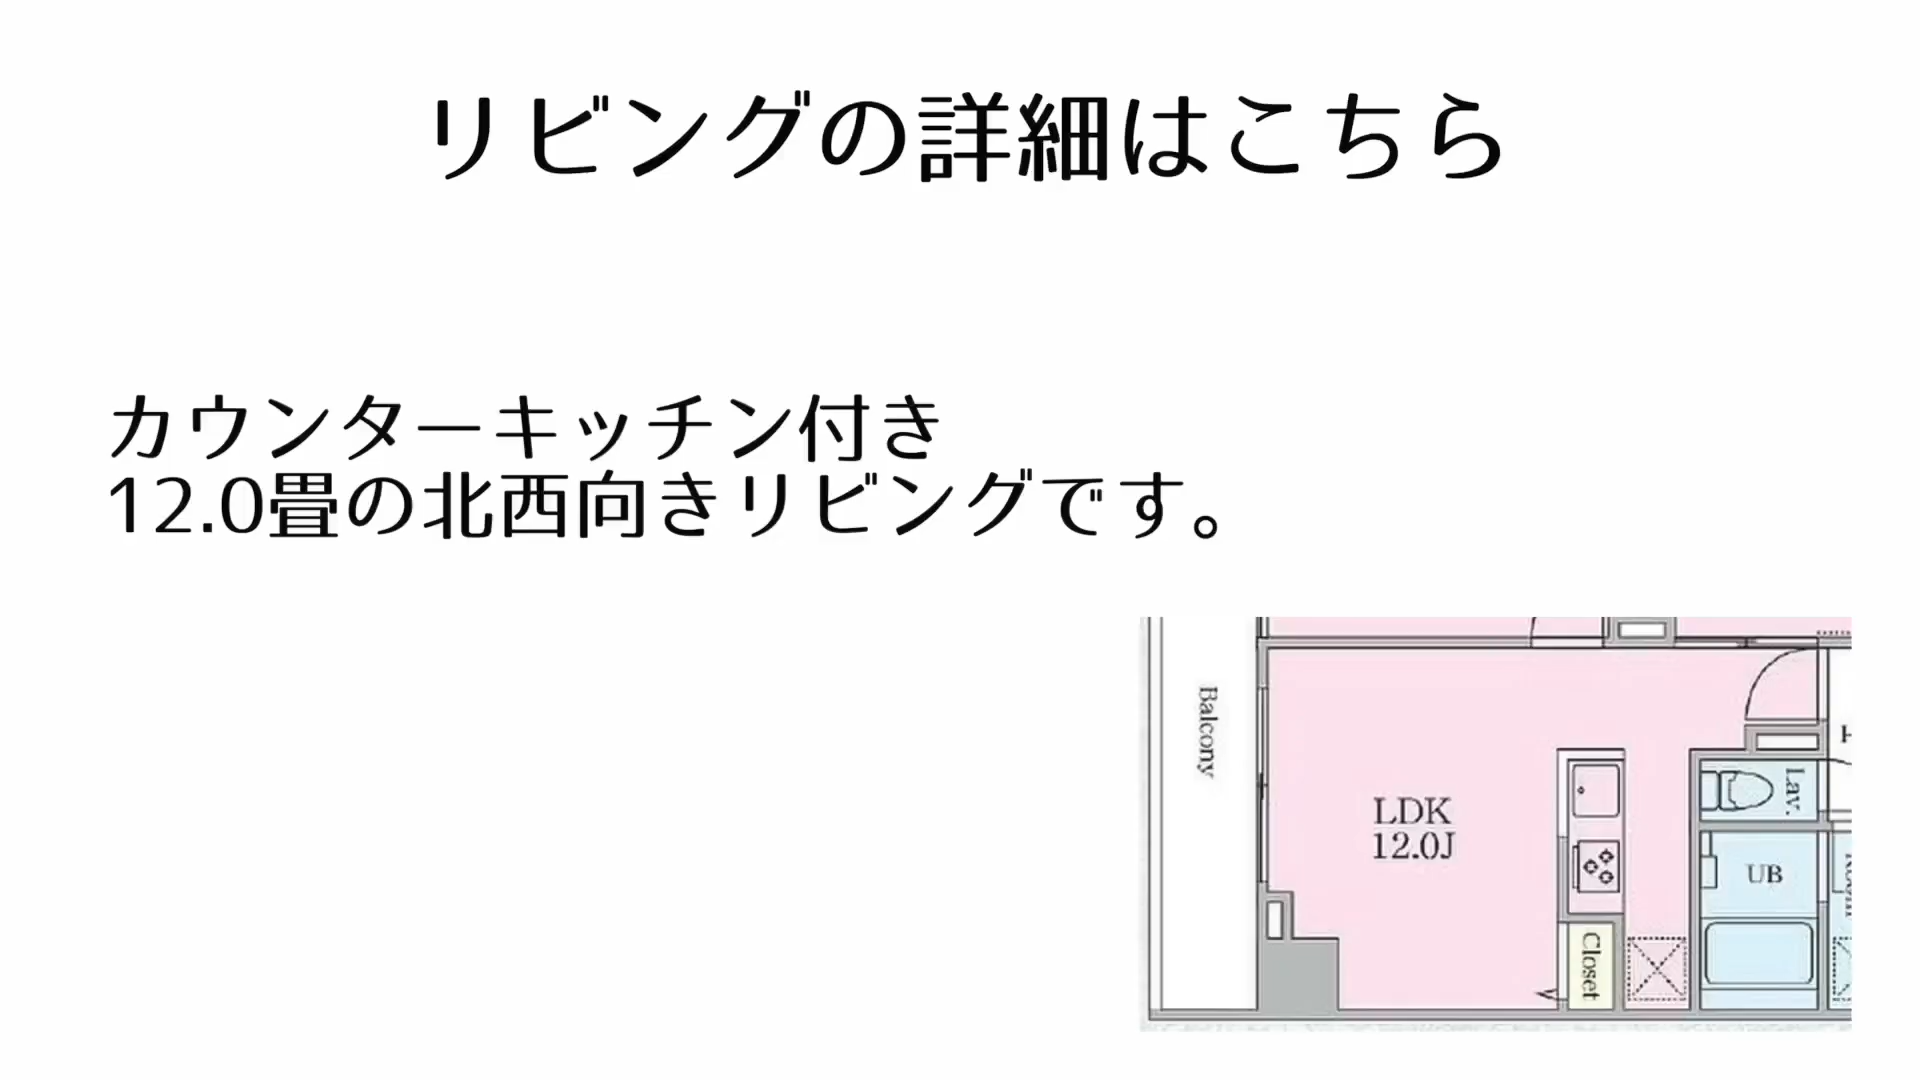 リビングの詳細はこちら
カウンターキッチン付き
12.0畳の北西向きリビングです。
Balcony
LDK
12.0J
Lav.
UB
Closet